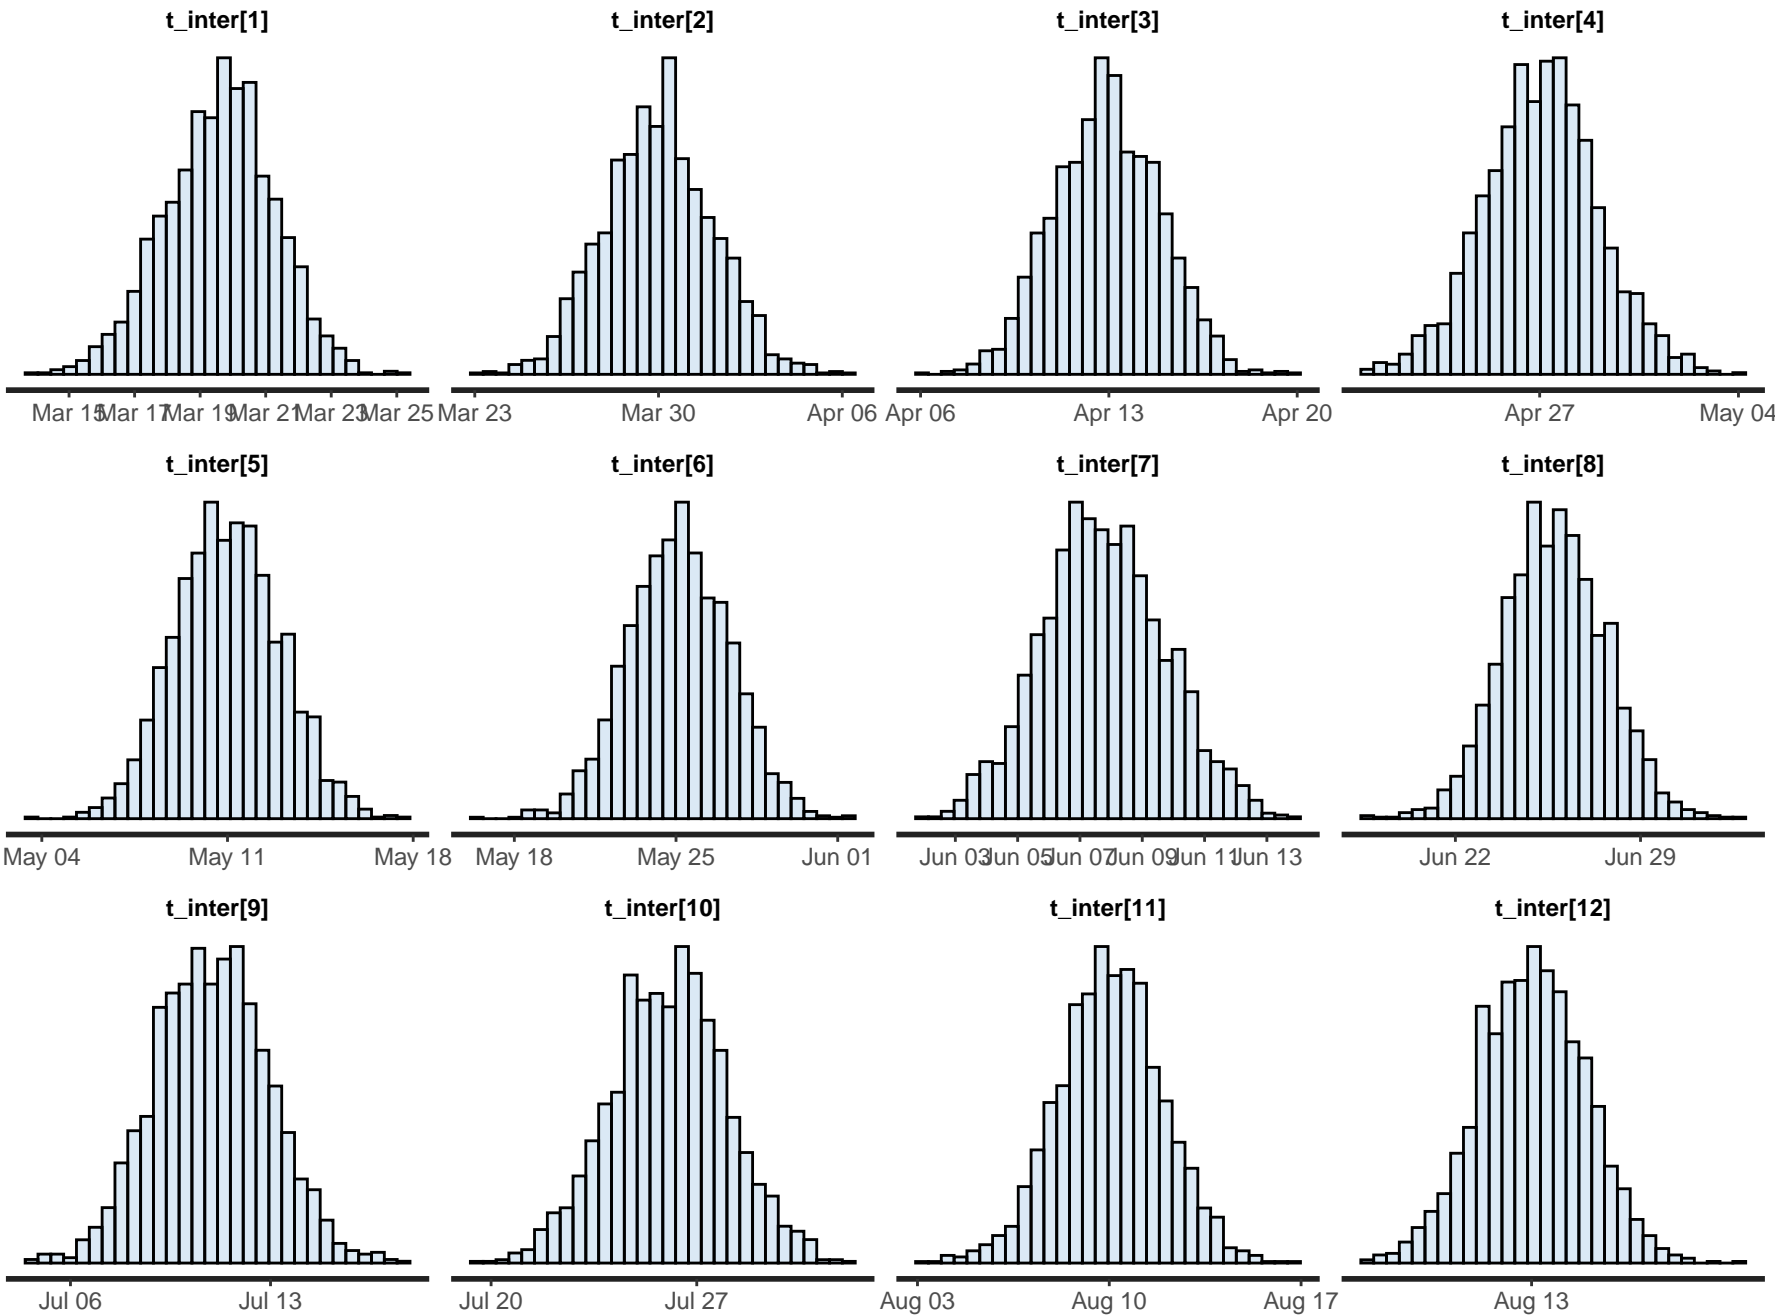 t_inter[1] t_inter[2] t_inter[3] t_inter[4]
Mar 15 Mar 17 Mar 19 Mar 21 Mar 23 Mar 25 Mar 23 Mar 30 Apr 06 Apr 06 Apr 13 Apr 20 Apr 27 May 04
t_inter[5] t_inter[6] t_inter[7] t_inter[8]
May 04 May 11 May 18 May 18 May 25 Jun 01 Jun 03 Jun 05 Jun 07 Jun 09 Jun 11 Jun 13 Jun 22 Jun 29
t_inter[9] t_inter[10] t_inter[11] t_inter[12]
Jul 06 Jul 13 Jul 20 Jul 27 Aug 03 Aug 10 Aug 17 Aug 13